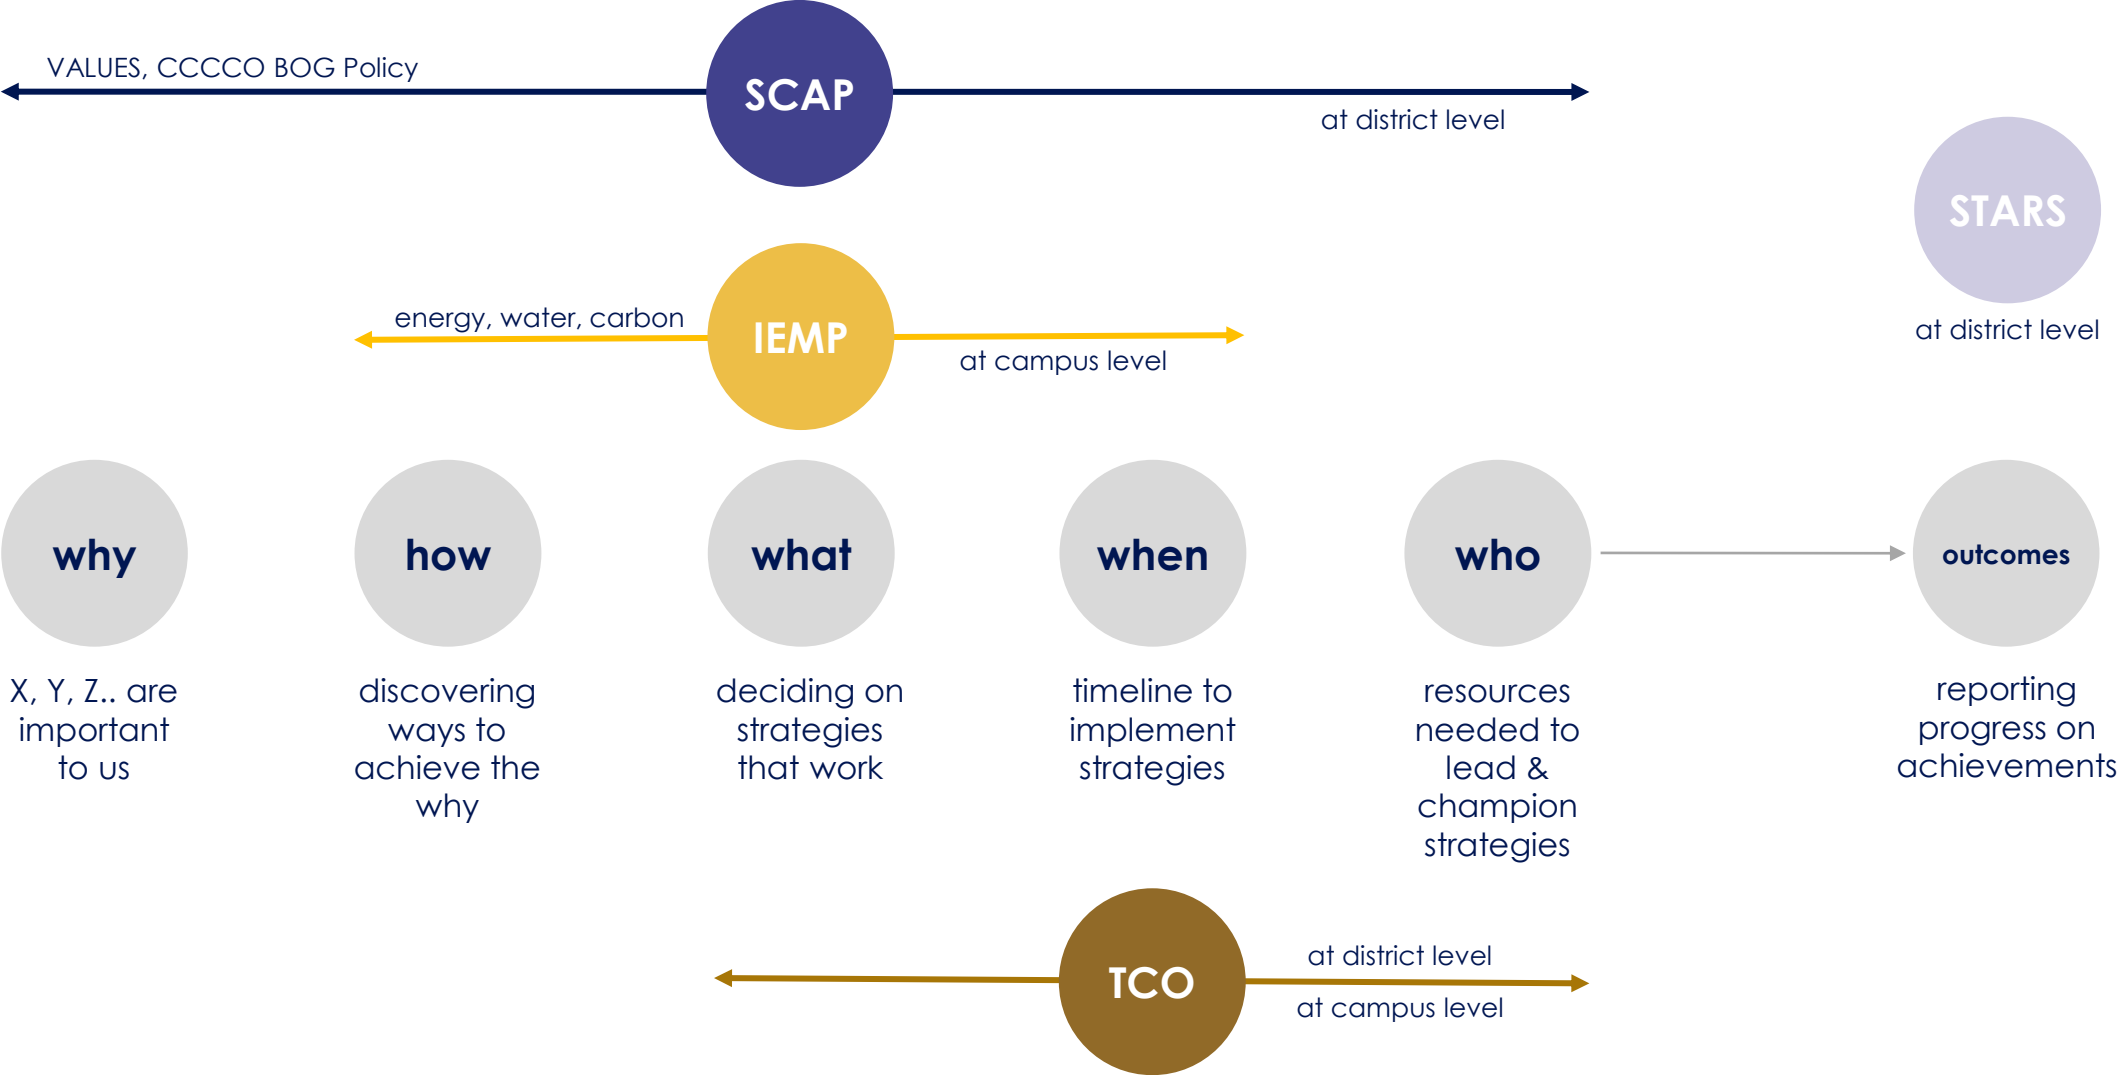 VALUES, CCCCO BOG Policy
SCAP
at district level
STARS
at district level
energy, water, carbon
IEMP
at campus level
why
how
what
when
who
outcomes
X, Y, Z.. are
important
to us
discovering
ways to
achieve the
why
deciding on
strategies
that work
timeline to
implement
strategies
resources
needed to
lead &
champion
strategies
reporting
progress on
achievements
TCO
at district level
at campus level